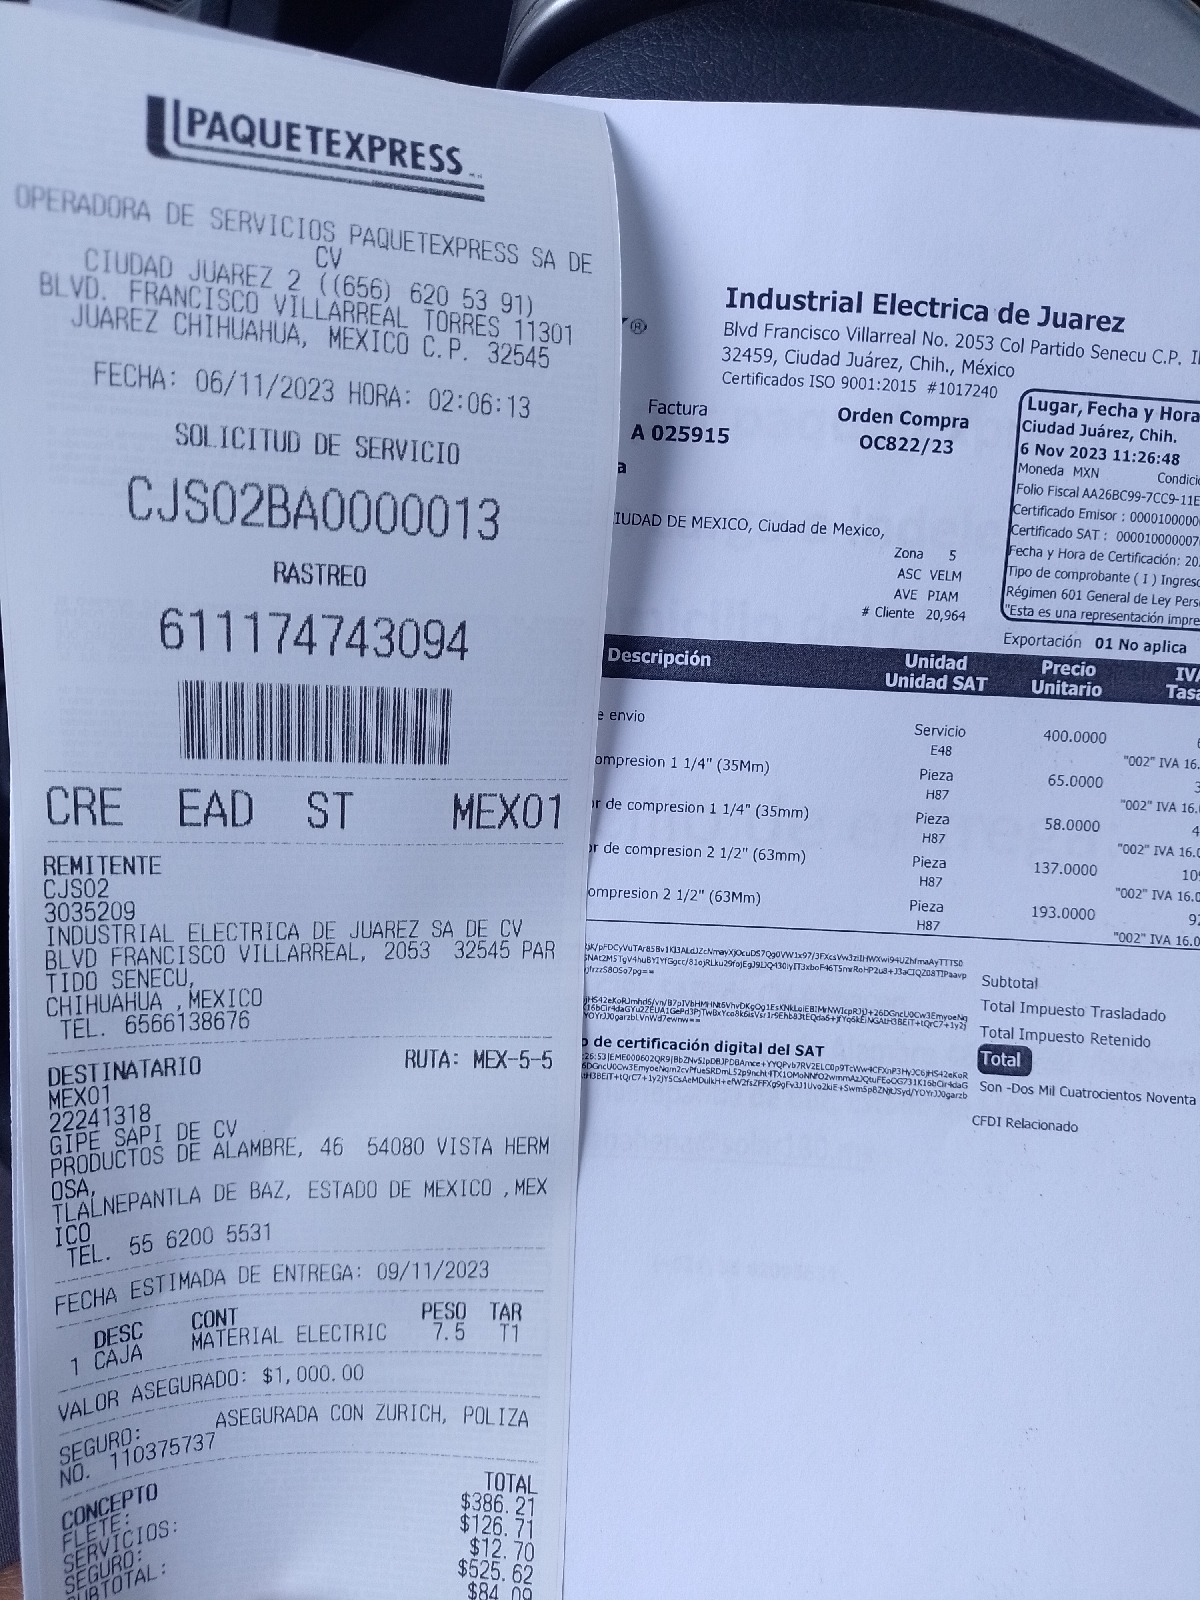 PAQUETEXPRESS
OPERADORA DE SERVICIOS PAQUETEXPRESS SA DE
CV
CIUDAD JUAREZ 2 ((656) 620 53 91)
BLVD. FRANCISCO VILLARREAL TORRES 11301
JUAREZ CHIHUAHUA, MEXICO C.P. 32545
FECHA: 06/11/2023 HORA: 02:06:13
SOLICITUD DE SERVICIO
CJS02BA0000013
RASTREO
611174743094
CRE EAD ST MEX01
REMITENTE
CJS02
3035209
INDUSTRIAL ELECTRICA DE JUAREZ SA DE CV
BLVD FRANCISCO VILLARREAL, 2053 32545 PAR
TIDO SENECU,
CHIHUAHUA ,MEXICO
TEL. 6566138676
DESTINATARIO RUTA: MEX-5-5
MEX01
22241318
GIPE SAPI DE CV
PRODUCTOS DE ALAMBRE, 46 54080 VISTA HERM
OSA,
TLALNEPANTLA DE BAZ, ESTADO DE MEXICO ,MEX
ICO
TEL. 55 6200 5531
FECHA ESTIMADA DE ENTREGA: 09/11/2023
DESC CONT PESO TAR
1 CAJA MATERIAL ELECTRIC 7.5 T1
VALOR ASEGURADO: $1,000.00
SEGURO: ASEGURADA CON ZURICH, POLIZA
NO. 110375737
CONCEPTO TOTAL
FLETE: $386.21
SERVICIOS: $126.71
SEGURO: $12.70
SUBTOTAL: $525.62
$84.09
®
Industrial Electrica de Juarez
Blvd Francisco Villarreal No. 2053 Col Partido Senecu C.P.
32459, Ciudad Juárez, Chih., México
Certificados ISO 9001:2015 #1017240
Factura
A 025915
Orden Compra
OC822/23
Lugar, Fecha y Hora
Ciudad Juárez, Chih.
6 Nov 2023 11:26:48
Moneda MXN Condici
Folio Fiscal AA26BC99-7CC9-11E
Certificado Emisor : 0000100000
Certificado SAT : 000010000007
Fecha y Hora de Certificación: 20
Tipo de comprobante ( I ) Ingreso
Régimen 601 General de Ley Pers
"Esta es una representación impre
a
IUDAD DE MEXICO, Ciudad de Mexico,
Zona 5
ASC VELM
AVE PIAM
# Cliente 20,964
Exportación 01 No aplica
Descripción Unidad Precio IVA
Unidad SAT Unitario Tasa
e envio Servicio 400.0000
E48 "002" IVA 16.
ompresion 1 1/4" (35Mm) Pieza 65.0000
H87 "002" IVA 16.
r de compresion 1 1/4" (35mm) Pieza 58.0000
H87 "002" IVA 16.0
or de compresion 2 1/2" (63mm) Pieza 137.0000
H87 "002" IVA 16.0
ompresion 2 1/2" (63Mm) Pieza 193.0000
H87 "002" IVA 16.0
Subtotal
Total Impuesto Trasladado
Total Impuesto Retenido
o de certificación digital del SAT
Total
Son -Dos Mil Cuatrocientos Noventa
CFDI Relacionado